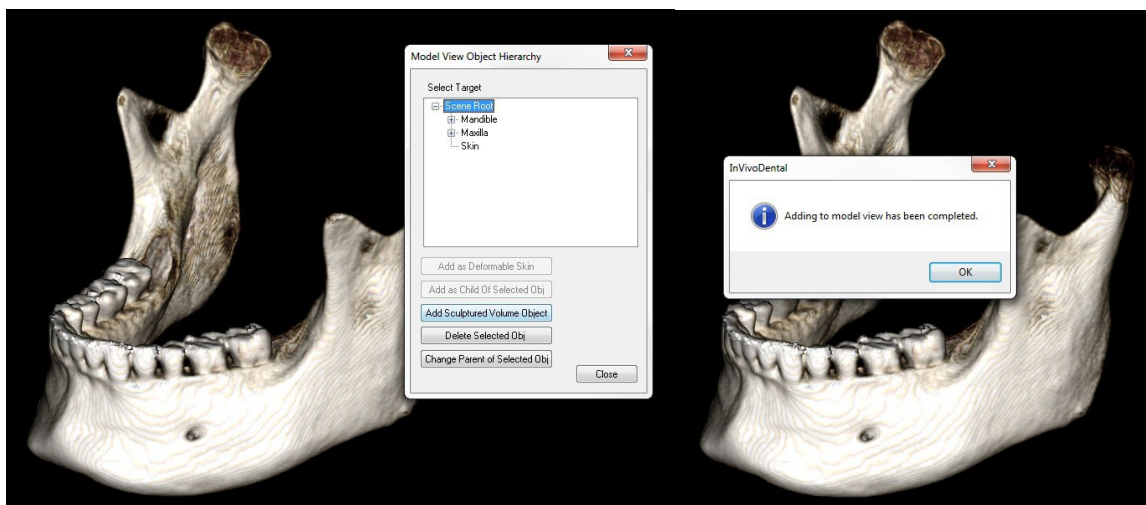 Model View Object Hierarchy
Select Target
Scene Root
Mandible
Maxilla
Skin
Add as Deformable Skin
Add as Child Of Selected Obj
Add Sculptured Volume Object
Delete Selected Obj
Change Parent of Selected Obj
Close
InVivoDental
Adding to model view has been completed.
OK